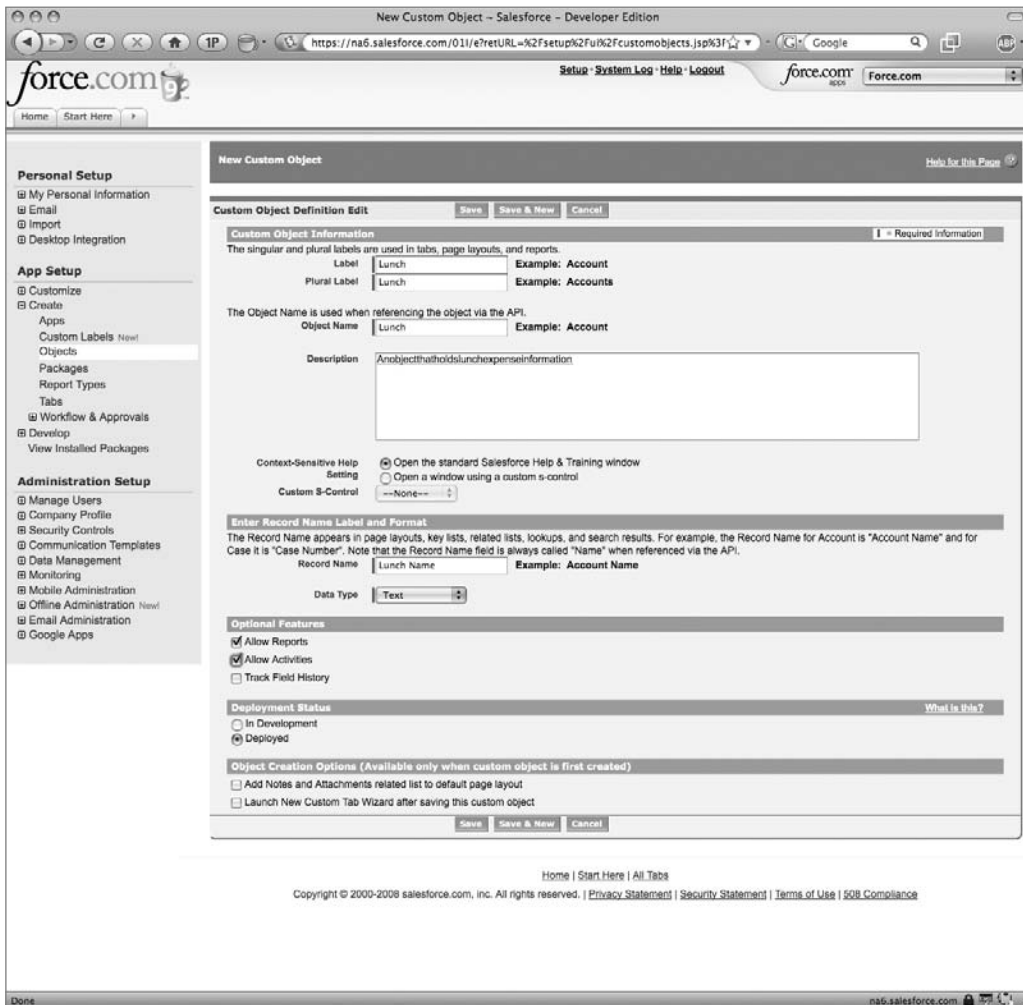 New Custom Object ~ Salesforce - Developer Edition
1P
https://na6.salesforce.com/01I/e?retURL=%2Fsetup%2Fui%2Fcustomobjects.jsp%3F
Google
ABP
force.com
Setup · System Log · Help · Logout
force.com apps
Force.com
Home Start Here
Personal Setup
My Personal Information
Email
Import
Desktop Integration
App Setup
Customize
Create
Apps
Custom Labels New!
Objects
Packages
Report Types
Tabs
Workflow & Approvals
Develop
View Installed Packages
Administration Setup
Manage Users
Company Profile
Security Controls
Communication Templates
Data Management
Monitoring
Mobile Administration
Offline Administration New!
Email Administration
Google Apps
New Custom Object
Help for this Page
Custom Object Definition Edit Save Save & New Cancel
Custom Object Information = Required Information
The singular and plural labels are used in tabs, page layouts, and reports.
Label Lunch Example: Account
Plural Label Lunch Example: Accounts
The Object Name is used when referencing the object via the API.
Object Name Lunch Example: Account
Description Anobjectthatholdslunchexpenseinformation
Context-Sensitive Help Setting
Open the standard Salesforce Help & Training window
Open a window using a custom s-control
Custom S-Control --None--
Enter Record Name Label and Format
The Record Name appears in page layouts, key lists, related lists, lookups, and search results. For example, the Record Name for Account is "Account Name" and for
Case it is "Case Number". Note that the Record Name field is always called "Name" when referenced via the API.
Record Name Lunch Name Example: Account Name
Data Type Text
Optional Features
Allow Reports
Allow Activities
Track Field History
Deployment Status What is this?
In Development
Deployed
Object Creation Options (Available only when custom object is first created)
Add Notes and Attachments related list to default page layout
Launch New Custom Tab Wizard after saving this custom object
Save Save & New Cancel
Home | Start Here | All Tabs
Copyright © 2000-2008 salesforce.com, inc. All rights reserved. | Privacy Statement | Security Statement | Terms of Use | 508 Compliance
Done
na6.salesforce.com